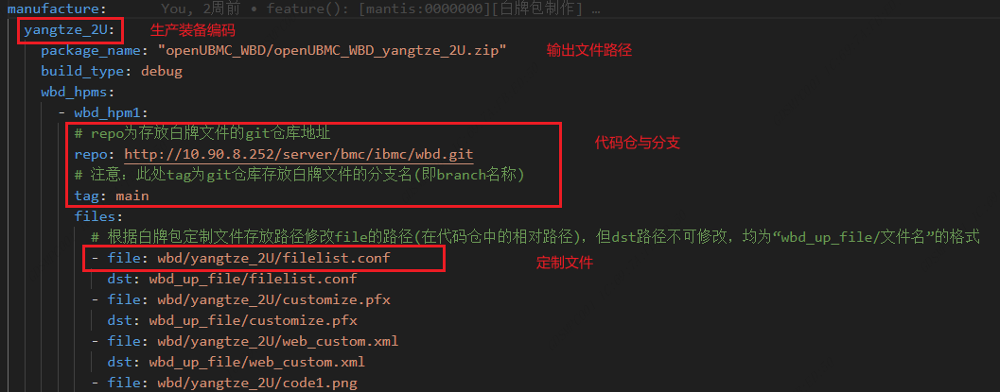 manufacture: You, 2周前 • feature(): [mantis:0000000][白牌包制作] …
yangtze_2U: 生产装备编码
package_name: "openUBMC_WBD/openUBMC_WBD_yangtze_2U.zip" 输出文件路径
build_type: debug
wbd_hpms:
- wbd_hpm1:
# repo为存放白牌文件的git仓库地址
repo: http://10.90.8.252/server/bmc/ibmc/wbd.git 代码仓与分支
# 注意：此处tag为git仓库存放白牌文件的分支名(即branch名称)
tag: main
files:
# 根据白牌包定制文件存放路径修改file的路径(在代码仓中的相对路径)，但dst路径不可修改，均为“wbd_up_file/文件名”的格式
- file: wbd/yangtze_2U/filelist.conf 定制文件
dst: wbd_up_file/filelist.conf
- file: wbd/yangtze_2U/customize.pfx
dst: wbd_up_file/customize.pfx
- file: wbd/yangtze_2U/web_custom.xml
dst: wbd_up_file/web_custom.xml
- file: wbd/yangtze_2U/code1.png